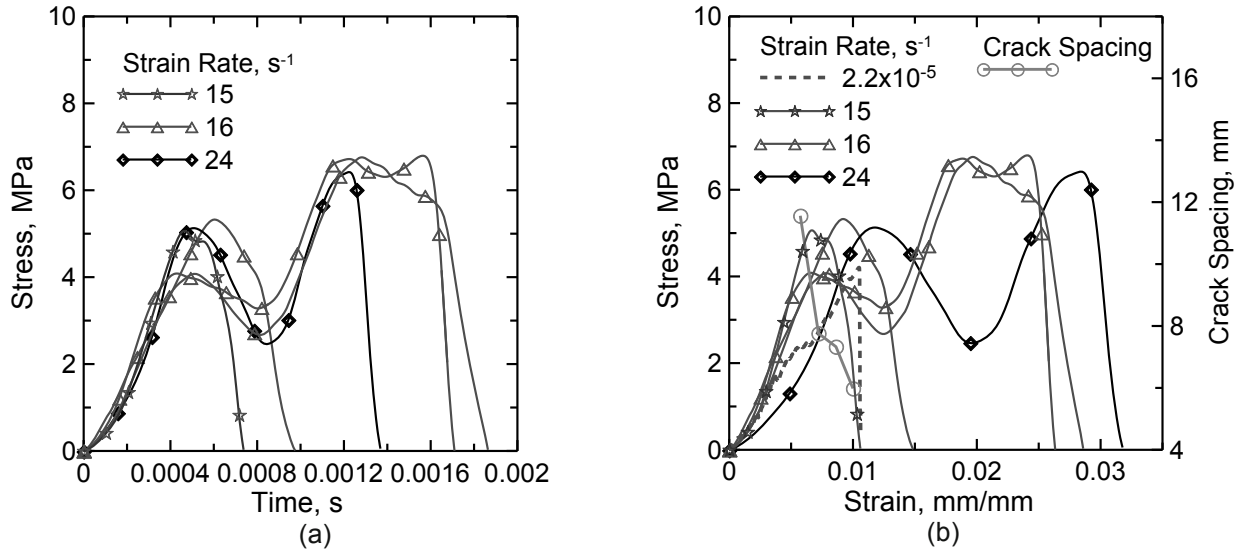 10
8
6
4
2
0
Stress, MPa
Strain Rate, s⁻¹
15
16
24
0
0.0004
0.0008
0.0012
0.0016
0.002
Time, s
(a)
10
8
6
4
2
0
Stress, MPa
Strain Rate, s⁻¹
2.2x10⁻⁵
15
16
24
Crack Spacing
16
12
8
4
Crack Spacing, mm
0
0.01
0.02
0.03
Strain, mm/mm
(b)